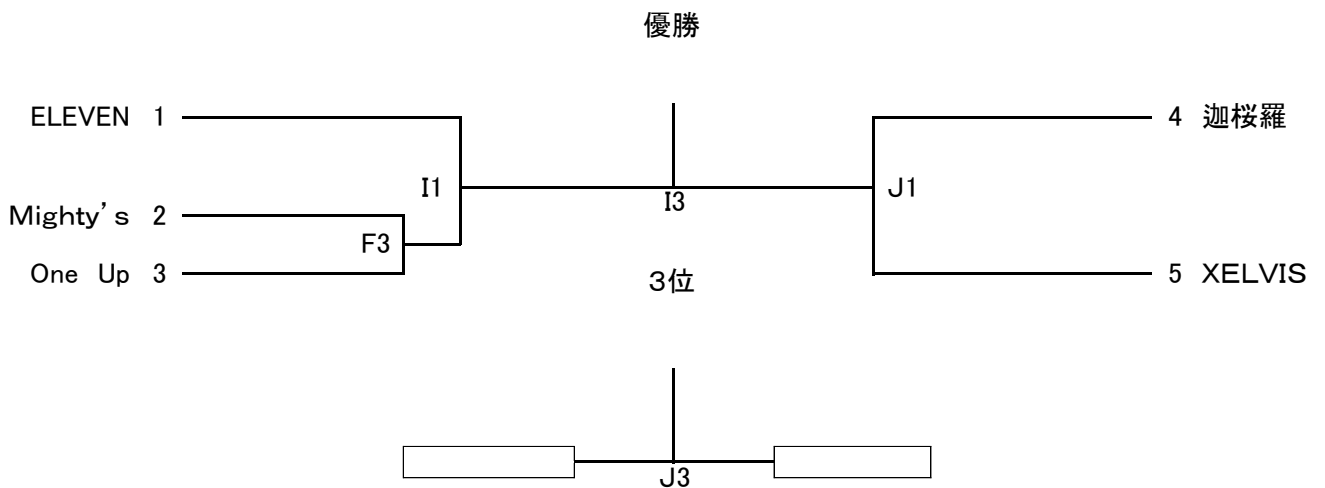 優勝
ELEVEN 1
4 迦桜羅
I1
J1
I3
Mighty's 2
F3
One Up 3
3位
5 XELVIS
J3